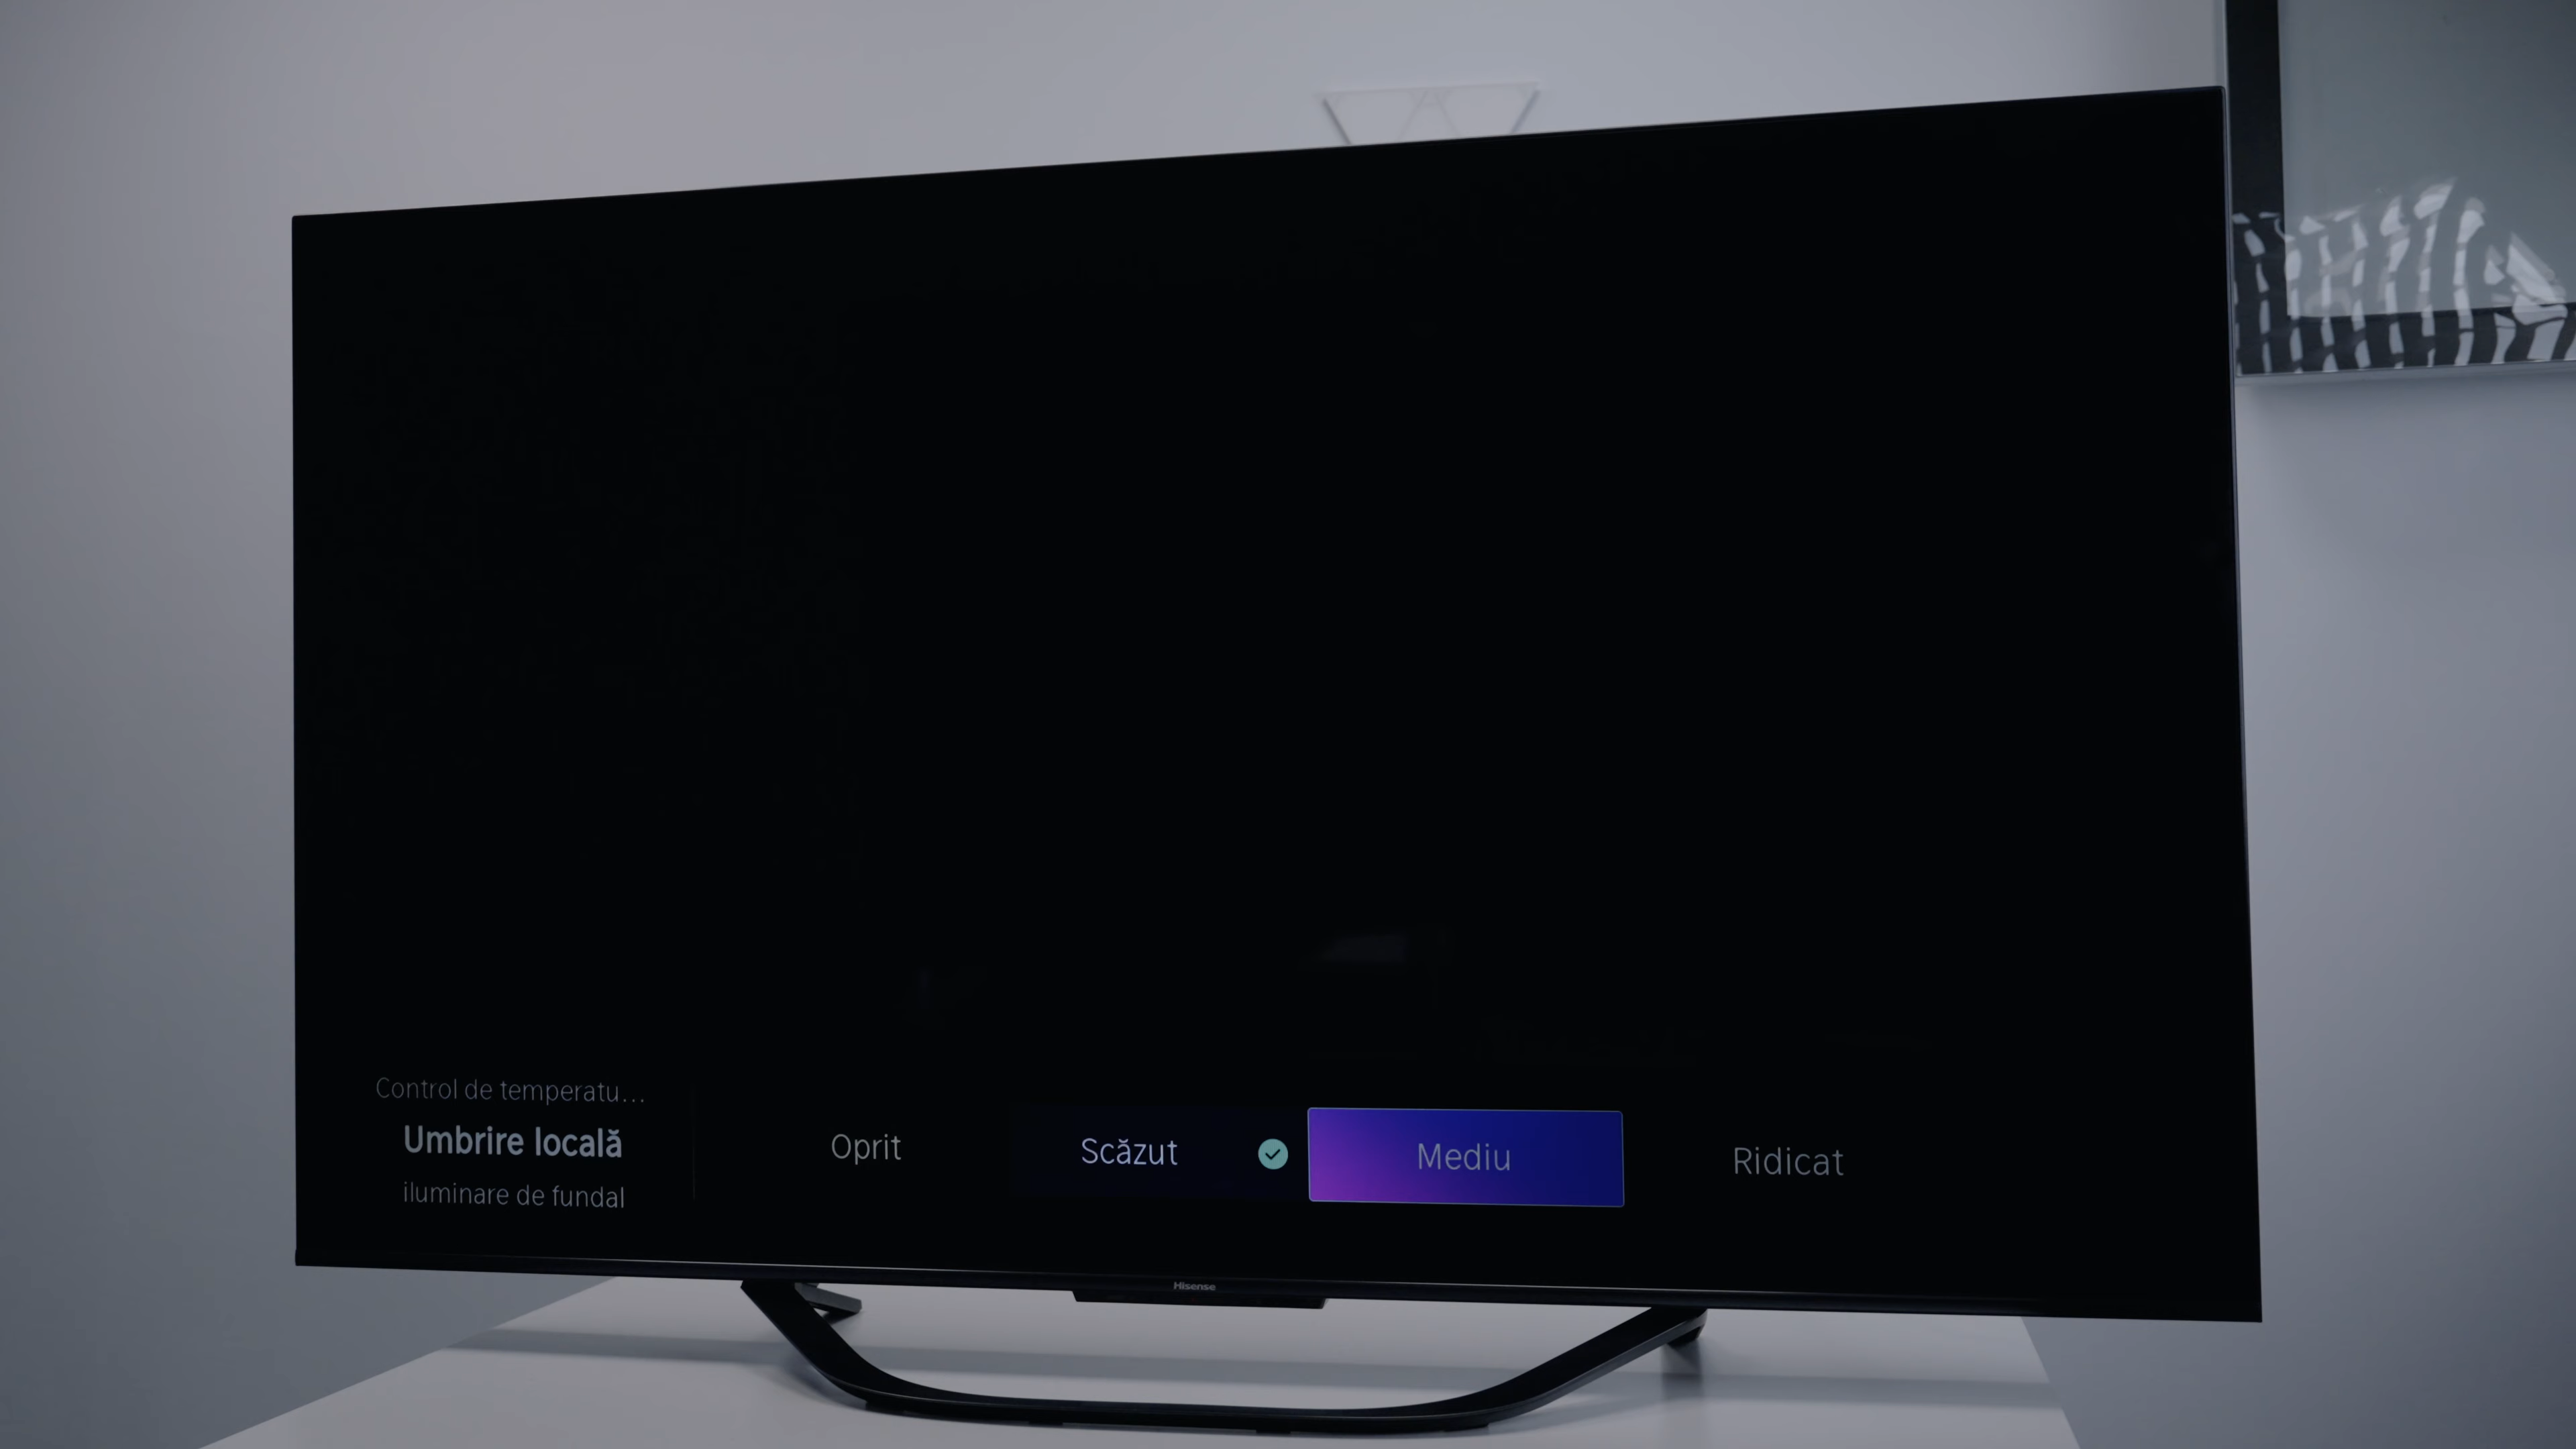 Control de temperatu...
Umbrire locală
iluminare de fundal
Oprit
Scăzut
Mediu
Ridicat
Hisense